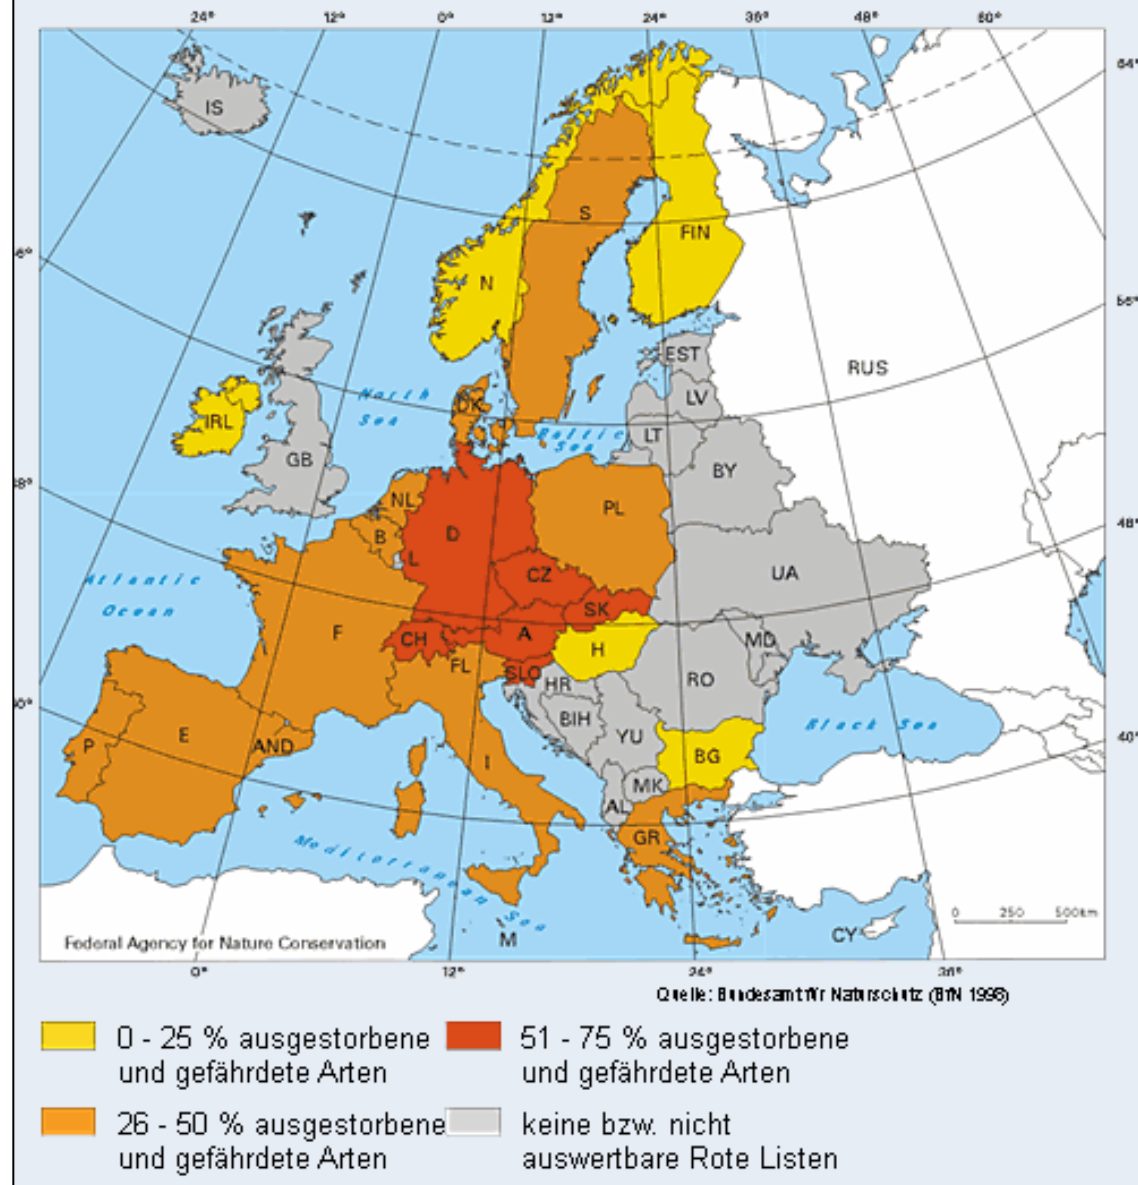 24° 12° 0° 12° 24° 36° 48° 60°
64°
IS
S
FIN
N
56°
RUS
EST
North
Sea
DK
LV
IRL
LT
Baltic
Sea
GB
BY
NL
PL
48°
B
D
L
UA
CZ
Atlantic
Ocean
SK
F
CH
A
H
MD
FL
SLO
HR
RO
BIH
Black Sea
P
E
AND
YU
40°
I
BG
MK
AL
GR
Mediterranean Sea
0 250 500km
M
CY
Federal Agency for Nature Conservation
0° 12° 24° 36°
Quelle: Bundesamt für Naturschutz (BfN 1998)
0 - 25 % ausgestorbene
und gefährdete Arten
51 - 75 % ausgestorbene
und gefährdete Arten
26 - 50 % ausgestorbene
und gefährdete Arten
keine bzw. nicht
auswertbare Rote Listen